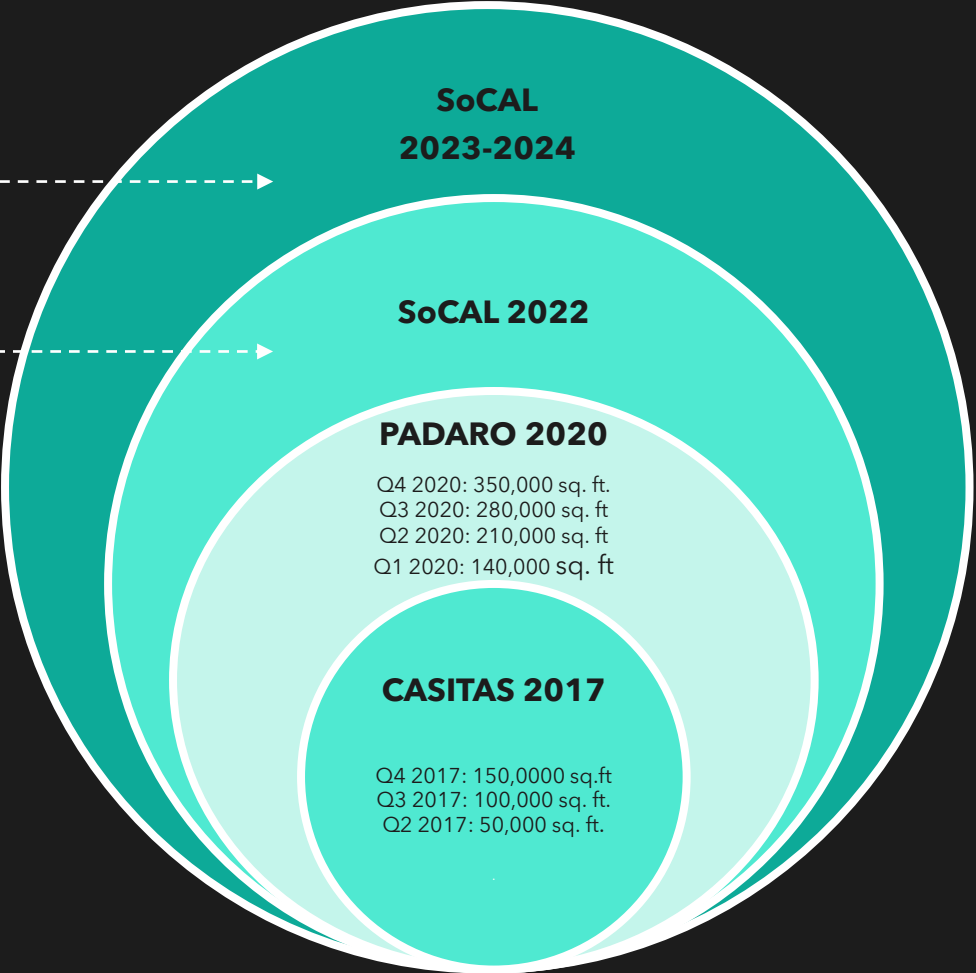 SoCAL
2023-2024
SoCAL 2022
PADARO 2020
Q4 2020: 350,000 sq. ft.
Q3 2020: 280,000 sq. ft
Q2 2020: 210,000 sq. ft
Q1 2020: 140,000 sq. ft
CASITAS 2017
Q4 2017: 150,0000 sq.ft
Q3 2017: 100,000 sq. ft.
Q2 2017: 50,000 sq. ft.
.